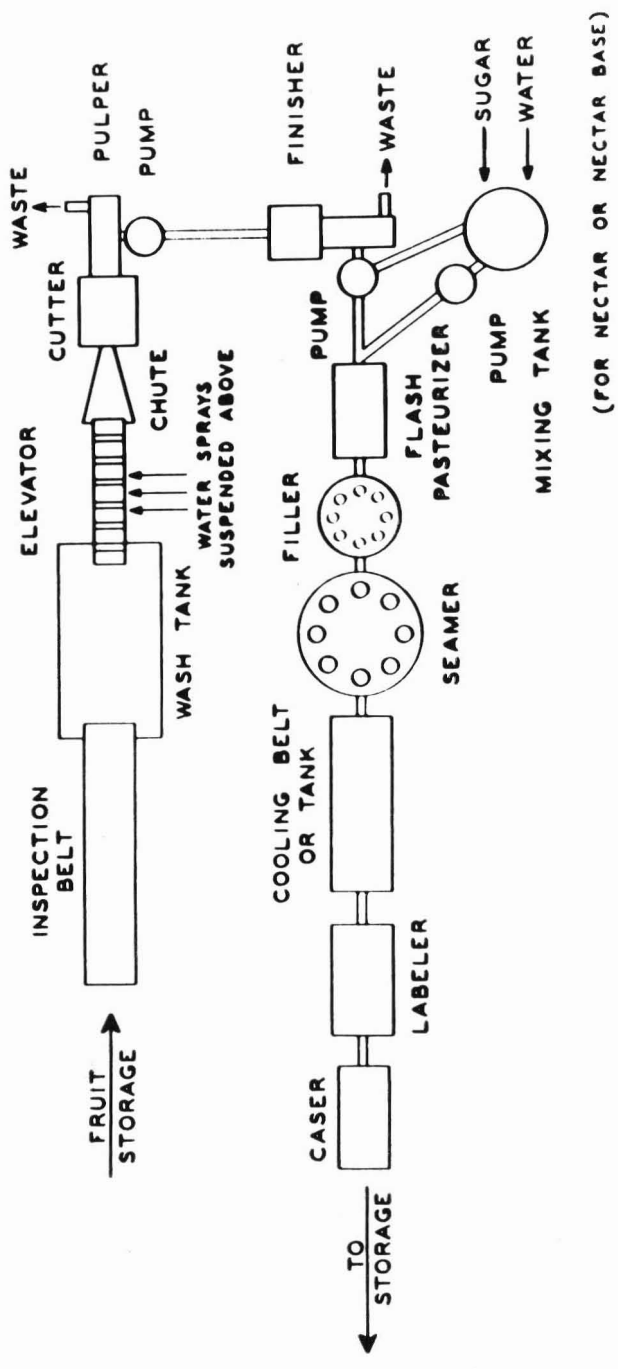 FRUIT
STORAGE
INSPECTION
BELT
WASH TANK
ELEVATOR
WATER SPRAYS
SUSPENDED ABOVE
CHUTE
CUTTER
WASTE
PULPER
PUMP
FINISHER
WASTE
PUMP
SUGAR
WATER
PUMP
MIXING TANK
(FOR NECTAR OR NECTAR BASE)
FLASH
PASTEURIZER
FILLER
SEAMER
COOLING BELT
OR TANK
LABELER
CASER
TO
STORAGE